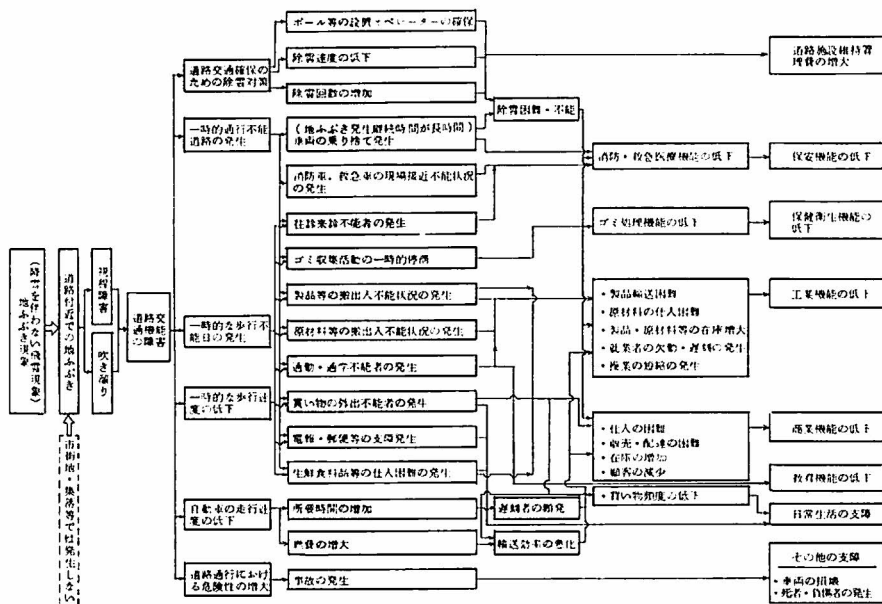 地ふぶき現象
(降雪を伴わない飛雪現象)
道路付近での地ふぶき
市街地・集落等では発生しない
視程障害
吹き溜り
道路交通機能の障害
道路交通確保の
ための除雪対策
一時的通行不能
道路の発生
一時的な歩行不能
日の発生
一時的な歩行速
度の低下
自動車の走行速
度の低下
道路通行におけ
る危険性の増大
ポール等の設置オペレーターの確保
除雪速度の低下
除雪回数の増加
(地ふぶき発生継続時間が長時間)
車両の乗り捨て発生
消防車、救急車の現場接近不能状況
の発生
往診来診不能者の発生
ゴミ収集活動の一時的停滞
製品等の搬出入不能状況の発生
原材料等の搬出入不能状況の発生
通勤・通学不能者の発生
買い物の外出不能者の発生
電報・郵便等の支障発生
生鮮食料品等の仕入困難の発生
所要時間の増加
燃費の増大
事故の発生
除雪困難・不能
遅刻者の頻発
輸送効率の悪化
消防・救急医療機能の低下
ゴミ処理機能の低下
・製品輸送困難
・原材料の仕入困難
・製品・原材料等の在庫増大
・就業者の欠勤・遅刻の発生
・操業の短縮の発生
・仕入の困難
・販売・配達の困難
・在庫の増加
・顧客の減少
・買い物頻度の低下
道路施設維持管
理費の増大
保安機能の低下
保健衛生機能の
低下
工業機能の低下
商業機能の低下
教育機能の低下
日常生活の支障
その他の支障
・車両の損壊
・死者・負傷者の発生